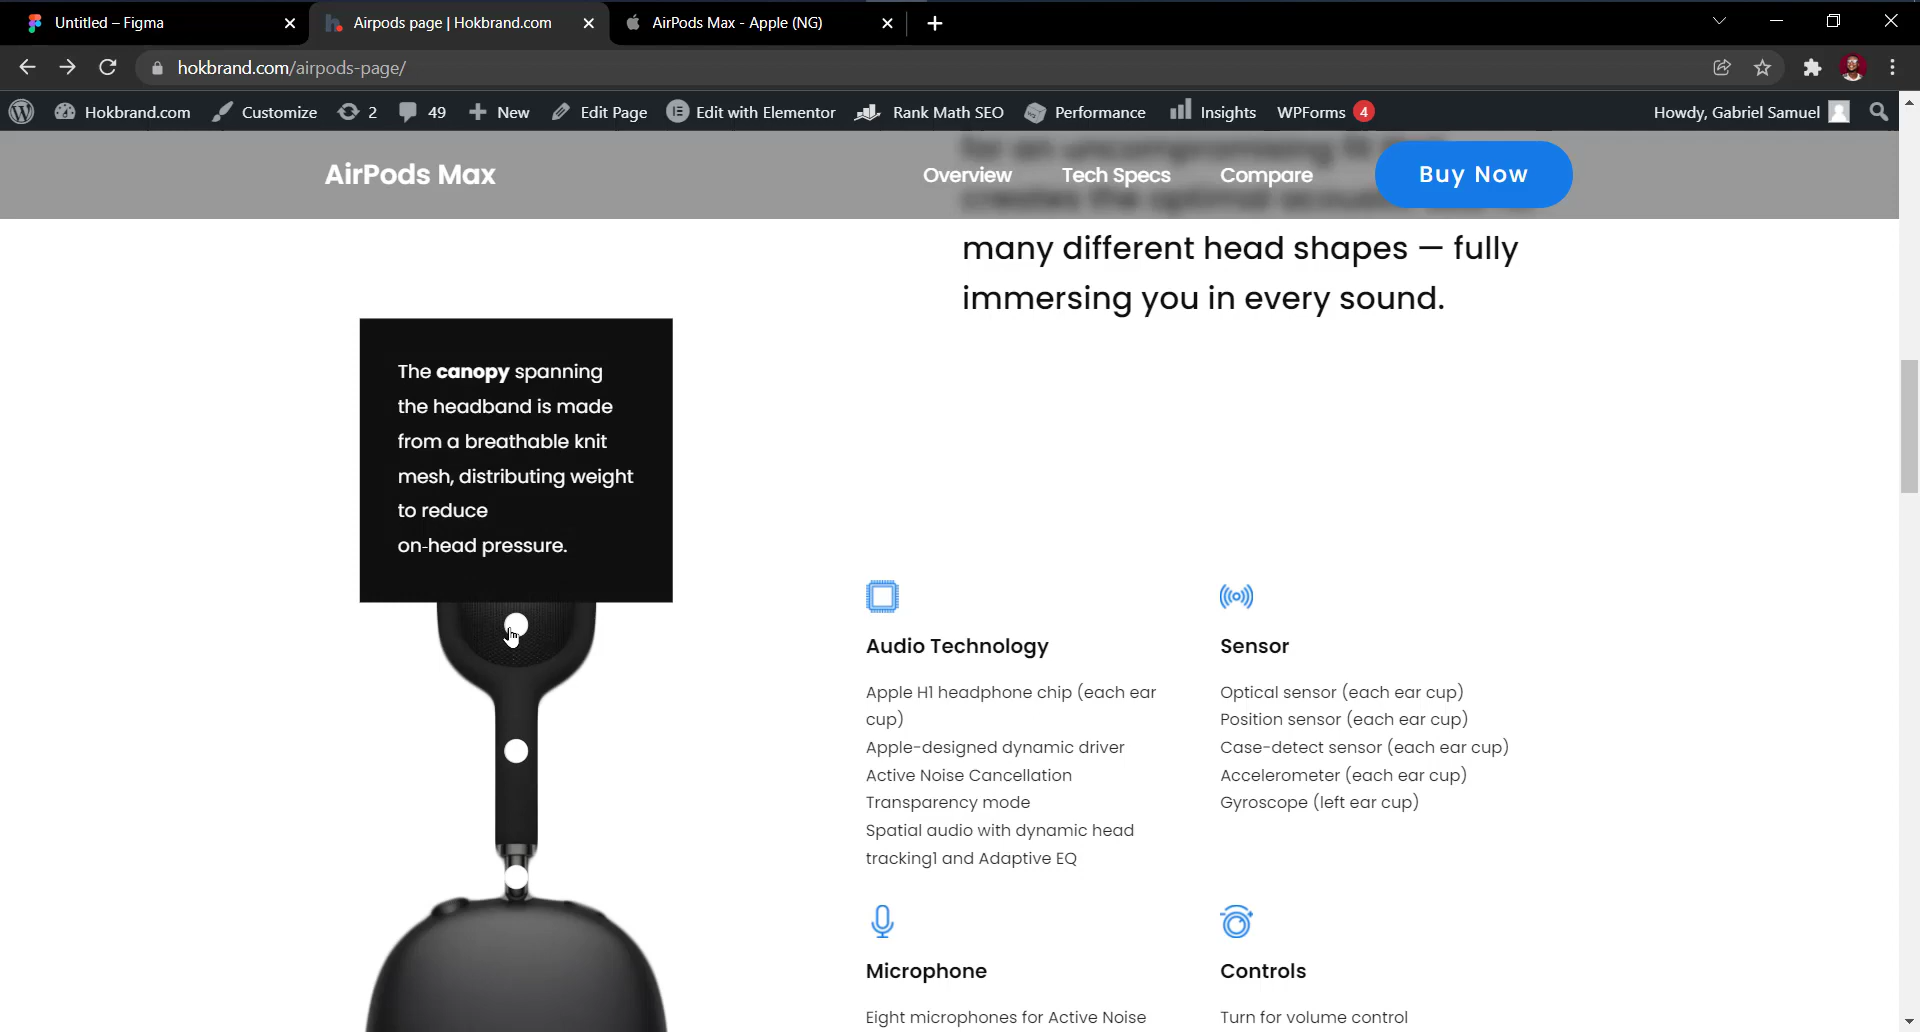 Untitled – Figma
Airpods page | Hokbrand.com
AirPods Max - Apple (NG)
hokbrand.com/airpods-page/
Hokbrand.com
Customize
2
49
New
Edit Page
Edit with Elementor
Rank Math SEO
Performance
Insights
WPForms 4
Howdy, Gabriel Samuel
AirPods Max
Overview
Tech Specs
Compare
Buy Now
many different head shapes — fully
immersing you in every sound.
The canopy spanning
the headband is made
from a breathable knit
mesh, distributing weight
to reduce
on-head pressure.
Audio Technology
Apple H1 headphone chip (each ear
cup)
Apple-designed dynamic driver
Active Noise Cancellation
Transparency mode
Spatial audio with dynamic head
tracking1 and Adaptive EQ
Sensor
Optical sensor (each ear cup)
Position sensor (each ear cup)
Case-detect sensor (each ear cup)
Accelerometer (each ear cup)
Gyroscope (left ear cup)
Microphone
Eight microphones for Active Noise
Controls
Turn for volume control